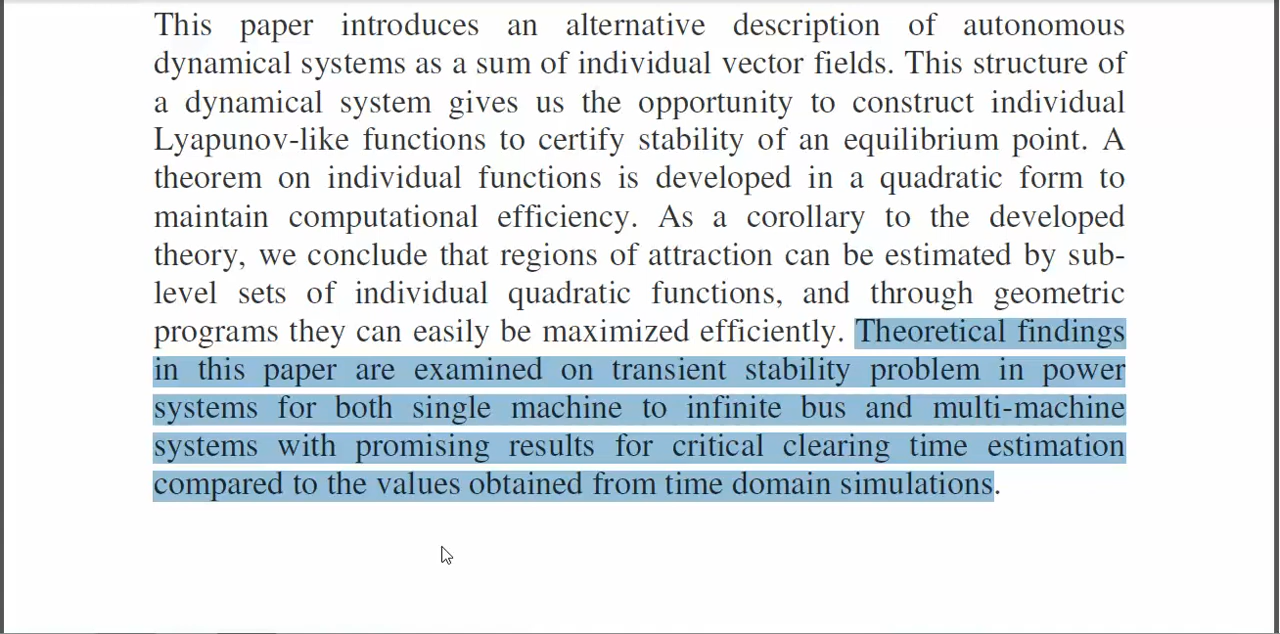 This paper introduces an alternative description of autonomous
dynamical systems as a sum of individual vector fields. This structure of
a dynamical system gives us the opportunity to construct individual
Lyapunov-like functions to certify stability of an equilibrium point. A
theorem on individual functions is developed in a quadratic form to
maintain computational efficiency. As a corollary to the developed
theory, we conclude that regions of attraction can be estimated by sub-
level sets of individual quadratic functions, and through geometric
programs they can easily be maximized efficiently. Theoretical findings
in this paper are examined on transient stability problem in power
systems for both single machine to infinite bus and multi-machine
systems with promising results for critical clearing time estimation
compared to the values obtained from time domain simulations.